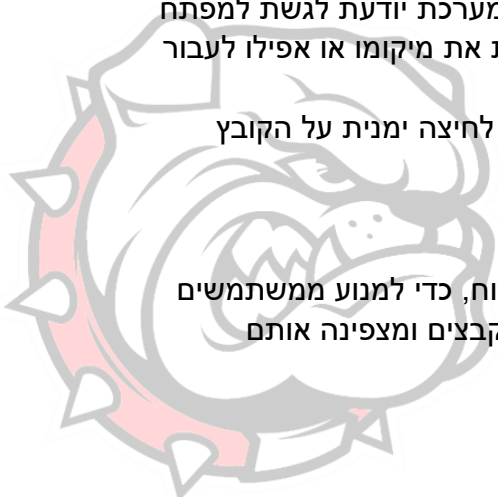 מערכת יודעת לגשת למפתח
את מיקומו או אפילו לעבור
לחיצה ימנית על הקובץ
וח, כדי למנוע ממשתמשים
קבצים ומצפינה אותם